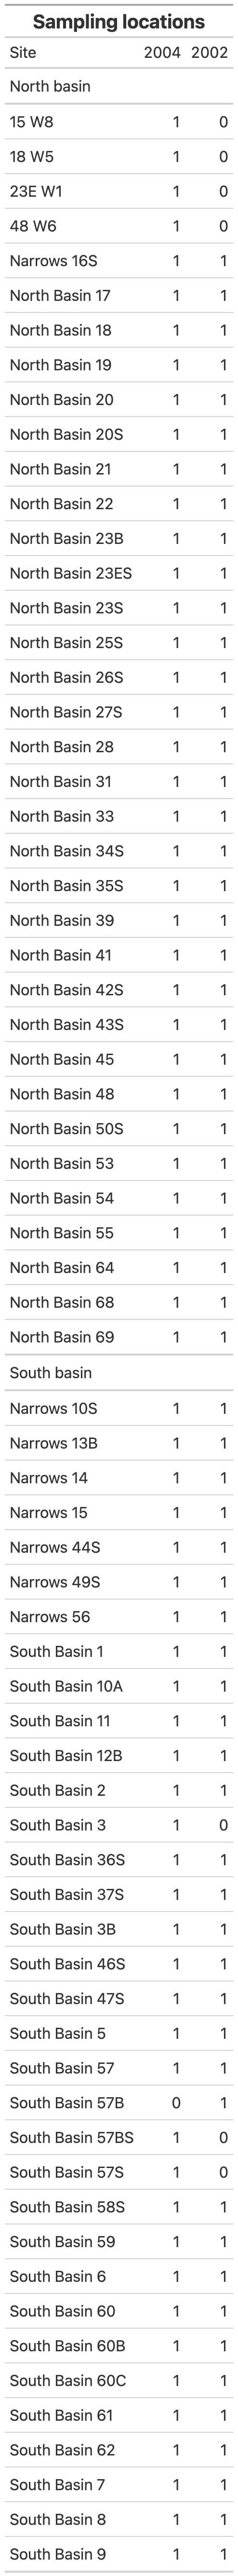 Sampling locations
Site 2004 2002
North basin
15 W8 1 0
18 W5 1 0
23E W1 1 0
48 W6 1 0
Narrows 16S 1 1
North Basin 17 1 1
North Basin 18 1 1
North Basin 19 1 1
North Basin 20 1 1
North Basin 20S 1 1
North Basin 21 1 1
North Basin 22 1 1
North Basin 23B 1 1
North Basin 23ES 1 1
North Basin 23S 1 1
North Basin 25S 1 1
North Basin 26S 1 1
North Basin 27S 1 1
North Basin 28 1 1
North Basin 31 1 1
North Basin 33 1 1
North Basin 34S 1 1
North Basin 35S 1 1
North Basin 39 1 1
North Basin 41 1 1
North Basin 42S 1 1
North Basin 43S 1 1
North Basin 45 1 1
North Basin 48 1 1
North Basin 50S 1 1
North Basin 53 1 1
North Basin 54 1 1
North Basin 55 1 1
North Basin 64 1 1
North Basin 68 1 1
North Basin 69 1 1
South basin
Narrows 10S 1 1
Narrows 13B 1 1
Narrows 14 1 1
Narrows 15 1 1
Narrows 44S 1 1
Narrows 49S 1 1
Narrows 56 1 1
South Basin 1 1 1
South Basin 10A 1 1
South Basin 11 1 1
South Basin 12B 1 1
South Basin 2 1 1
South Basin 3 1 0
South Basin 36S 1 1
South Basin 37S 1 1
South Basin 3B 1 1
South Basin 46S 1 1
South Basin 47S 1 1
South Basin 5 1 1
South Basin 57 1 1
South Basin 57B 0 1
South Basin 57BS 1 0
South Basin 57S 1 0
South Basin 58S 1 1
South Basin 59 1 1
South Basin 6 1 1
South Basin 60 1 1
South Basin 60B 1 1
South Basin 60C 1 1
South Basin 61 1 1
South Basin 62 1 1
South Basin 7 1 1
South Basin 8 1 1
South Basin 9 1 1